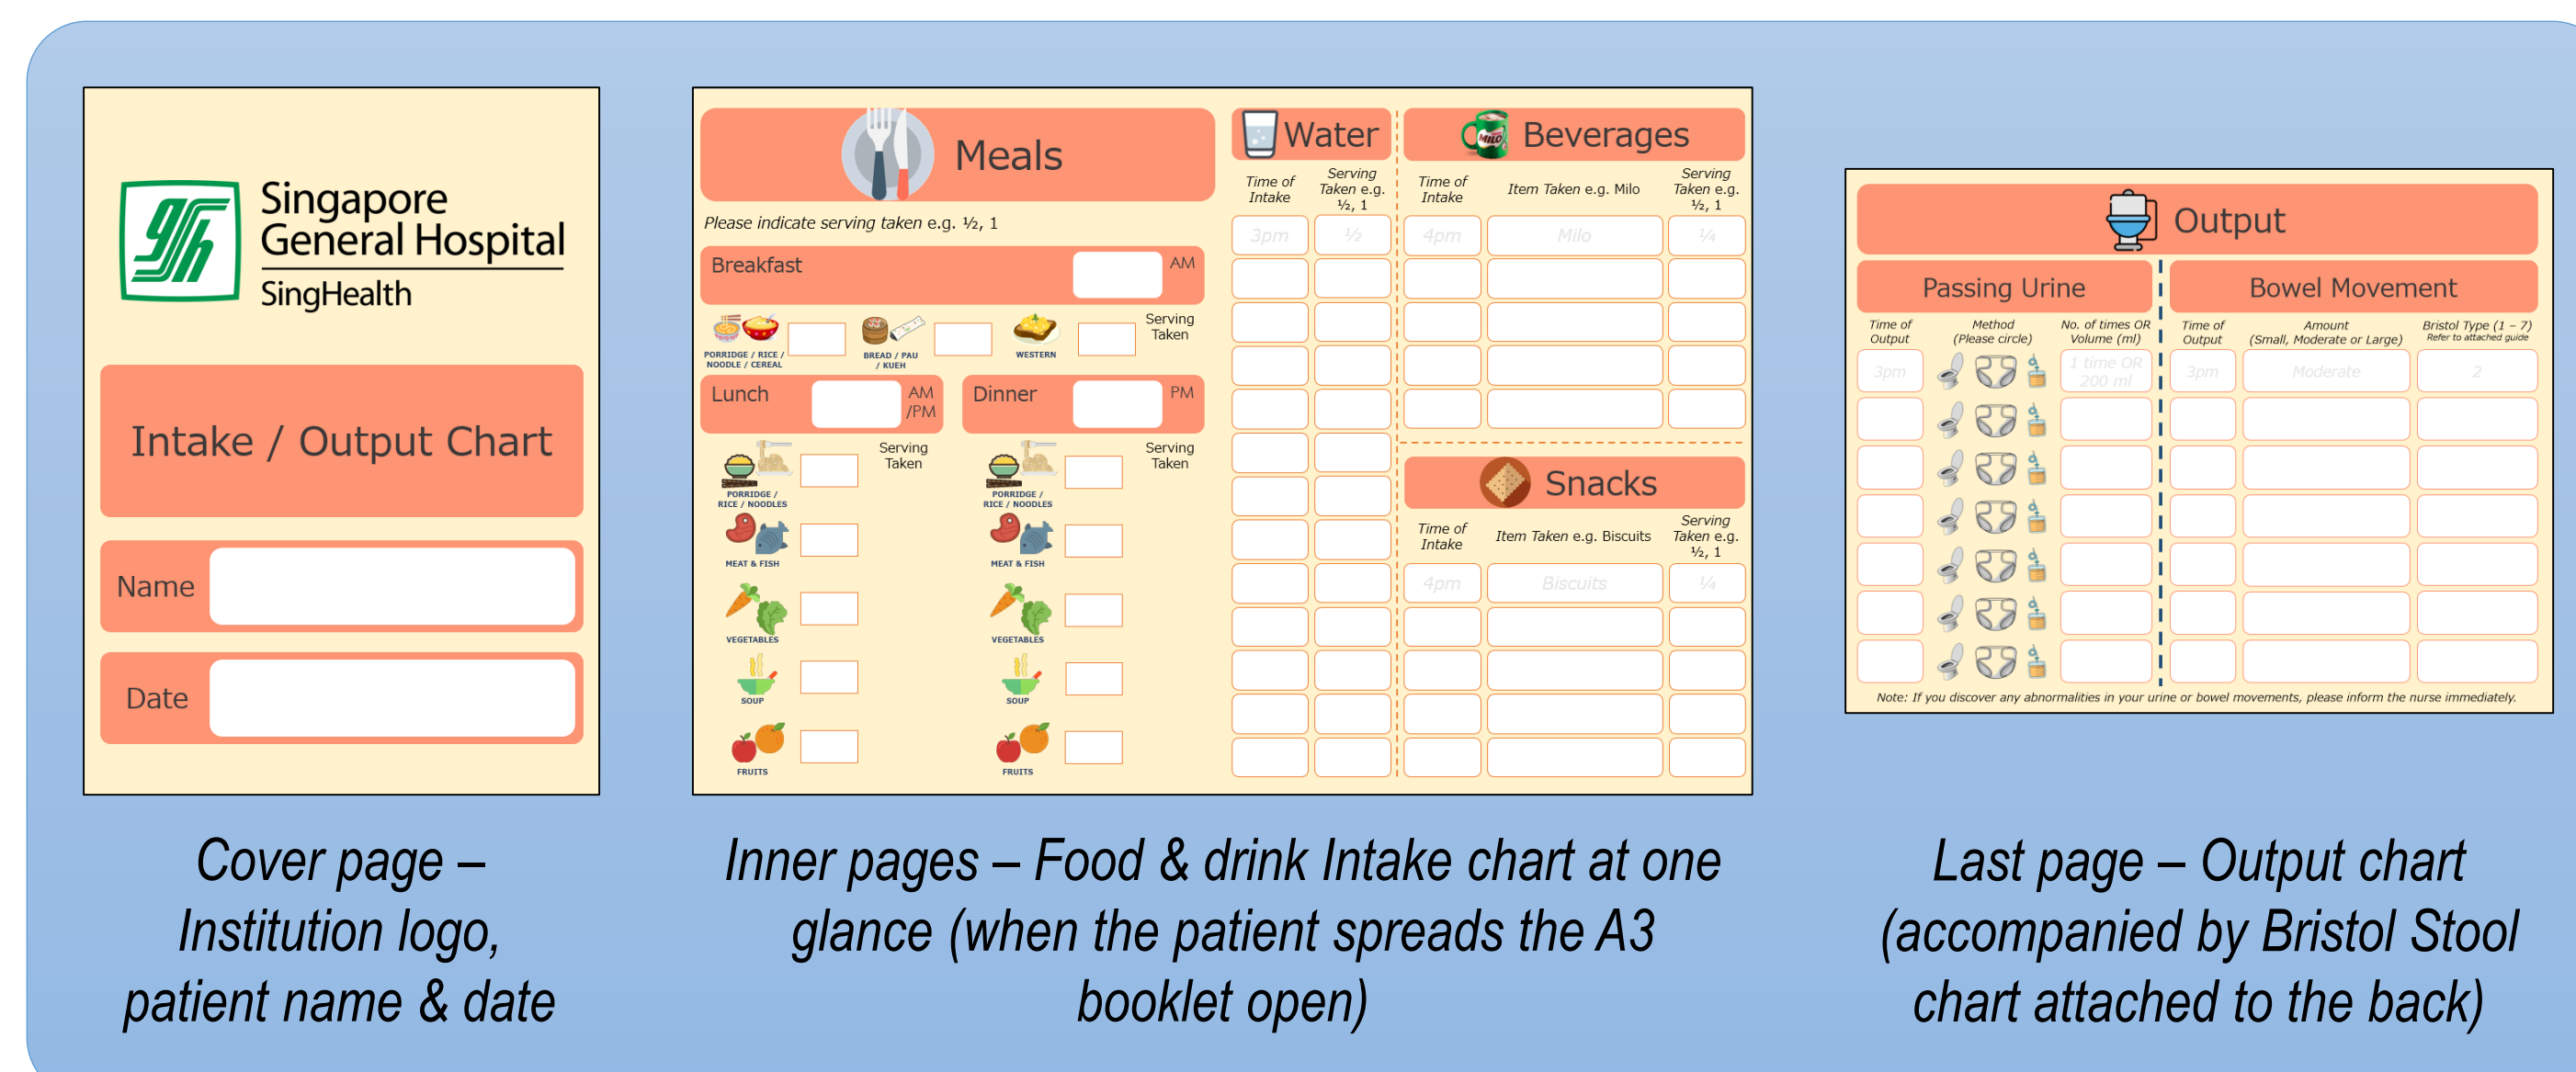 Singapore
General Hospital
SingHealth
Intake / Output Chart
Name
Date
Cover page –
Institution logo,
patient name & date
Meals
Please indicate serving taken e.g. ½, 1
Breakfast
AM
PORRIDGE / RICE /
NOODLE / CEREAL
BREAD / PAU
/ KUEH
WESTERN
Serving
Taken
Lunch
AM
/PM
Serving
Taken
PORRIDGE /
RICE / NOODLES
MEAT & FISH
VEGETABLES
SOUP
FRUITS
Dinner
PM
Serving
Taken
PORRIDGE /
RICE / NOODLES
MEAT & FISH
VEGETABLES
SOUP
FRUITS
Water
Time of
Intake
Serving
Taken e.g.
½, 1
3pm
½
MILO
Beverages
Time of
Intake
Item Taken e.g. Milo
Serving
Taken e.g.
½, 1
4pm
Milo
¼
Snacks
Time of
Intake
Item Taken e.g. Biscuits
Serving
Taken e.g.
½, 1
4pm
Biscuits
¼
Inner pages – Food & drink Intake chart at one
glance (when the patient spreads the A3
booklet open)
Output
Passing Urine
Time of
Output
Method
(Please circle)
No. of times OR
Volume (ml)
3pm
1 time OR
200 ml
Bowel Movement
Time of
Output
Amount
(Small, Moderate or Large)
Bristol Type (1 – 7)
Refer to attached guide
3pm
Moderate
2
Note: If you discover any abnormalities in your urine or bowel movements, please inform the nurse immediately.
Last page – Output chart
(accompanied by Bristol Stool
chart attached to the back)